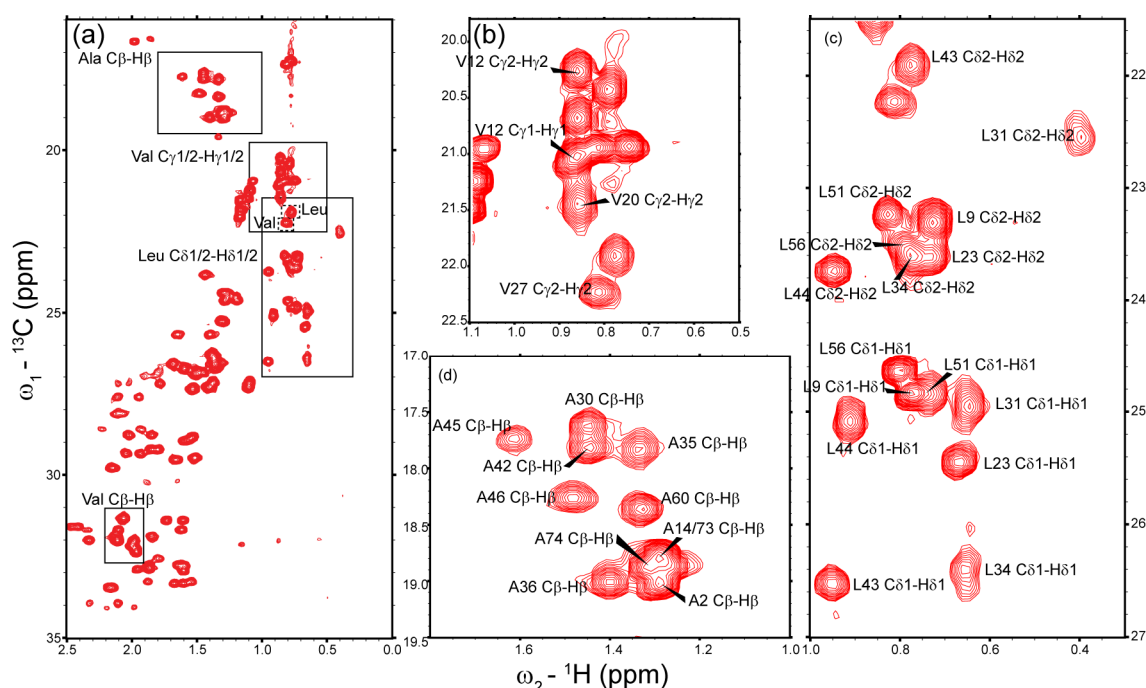 (a)
Ala Cβ-Hβ
Val Cγ1/2-Hγ1/2
Leu
Val
Leu Cδ1/2-Hδ1/2
Val Cβ-Hβ
20
25
30
35
2.5
2.0
1.5
1.0
0.5
0.0
ω1 - 13C (ppm)
(b)
V12 Cγ2-Hγ2
V12 Cγ1-Hγ1
V20 Cγ2-Hγ2
V27 Cγ2-Hγ2
20.0
20.5
21.0
21.5
22.0
22.5
1.1
1.0
0.9
0.8
0.7
0.6
0.5
(c)
L43 Cδ2-Hδ2
L31 Cδ2-Hδ2
L51 Cδ2-Hδ2
L9 Cδ2-Hδ2
L56 Cδ2-Hδ2
L23 Cδ2-Hδ2
L34 Cδ2-Hδ2
L44 Cδ2-Hδ2
L56 Cδ1-Hδ1
L51 Cδ1-Hδ1
L9 Cδ1-Hδ1
L31 Cδ1-Hδ1
L44 Cδ1-Hδ1
L23 Cδ1-Hδ1
L43 Cδ1-Hδ1
L34 Cδ1-Hδ1
22
23
24
25
26
27
1.0
0.8
0.6
0.4
(d)
A30 Cβ-Hβ
A45 Cβ-Hβ
A35 Cβ-Hβ
A42 Cβ-Hβ
A46 Cβ-Hβ
A60 Cβ-Hβ
A14/73 Cβ-Hβ
A74 Cβ-Hβ
A36 Cβ-Hβ
A2 Cβ-Hβ
17.0
17.5
18.0
18.5
19.0
19.5
1.6
1.4
1.2
1.0
ω2 - 1H (ppm)